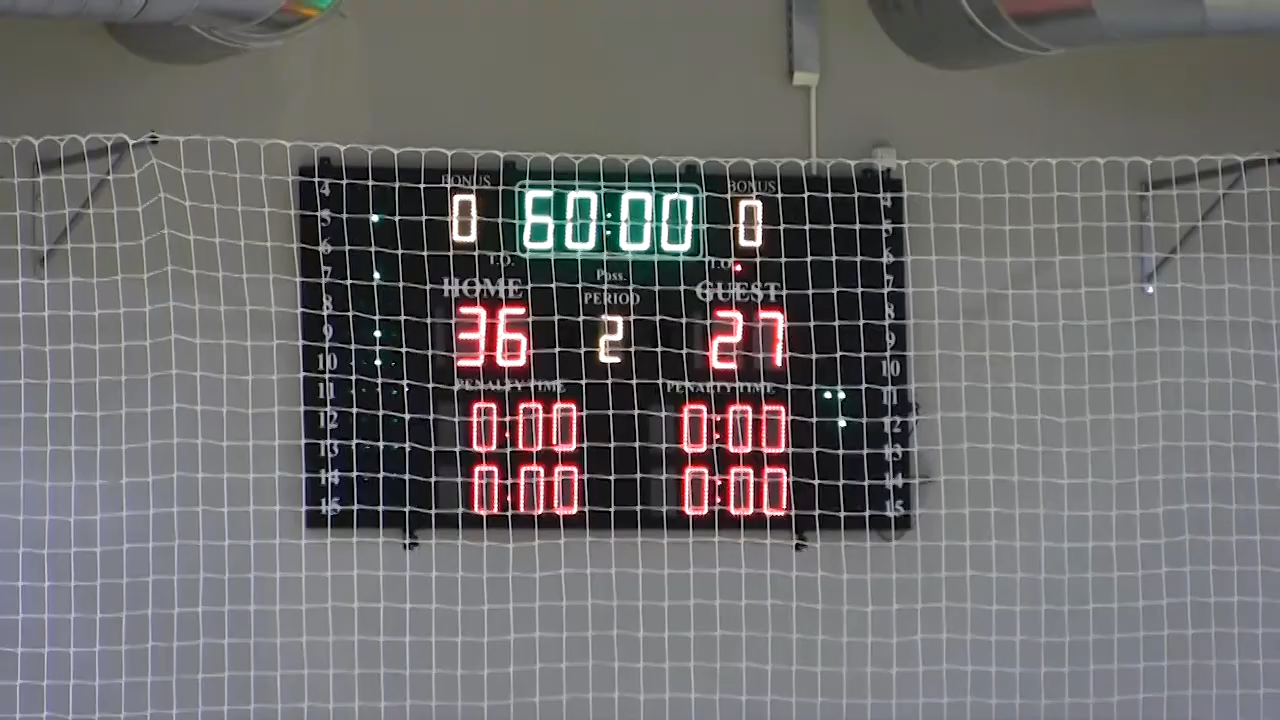 BONUS BONUS
0 60:00 0
T.O. T.O.
Poss.
HOME PERIOD GUEST
36 2 27
PENALTY TIME PENALTY TIME
0:00 0:00
0:00 0:00
4 4
5 5
6 6
7 7
8 8
9 9
10 10
11 11
12 12
13 13
14 14
15 15